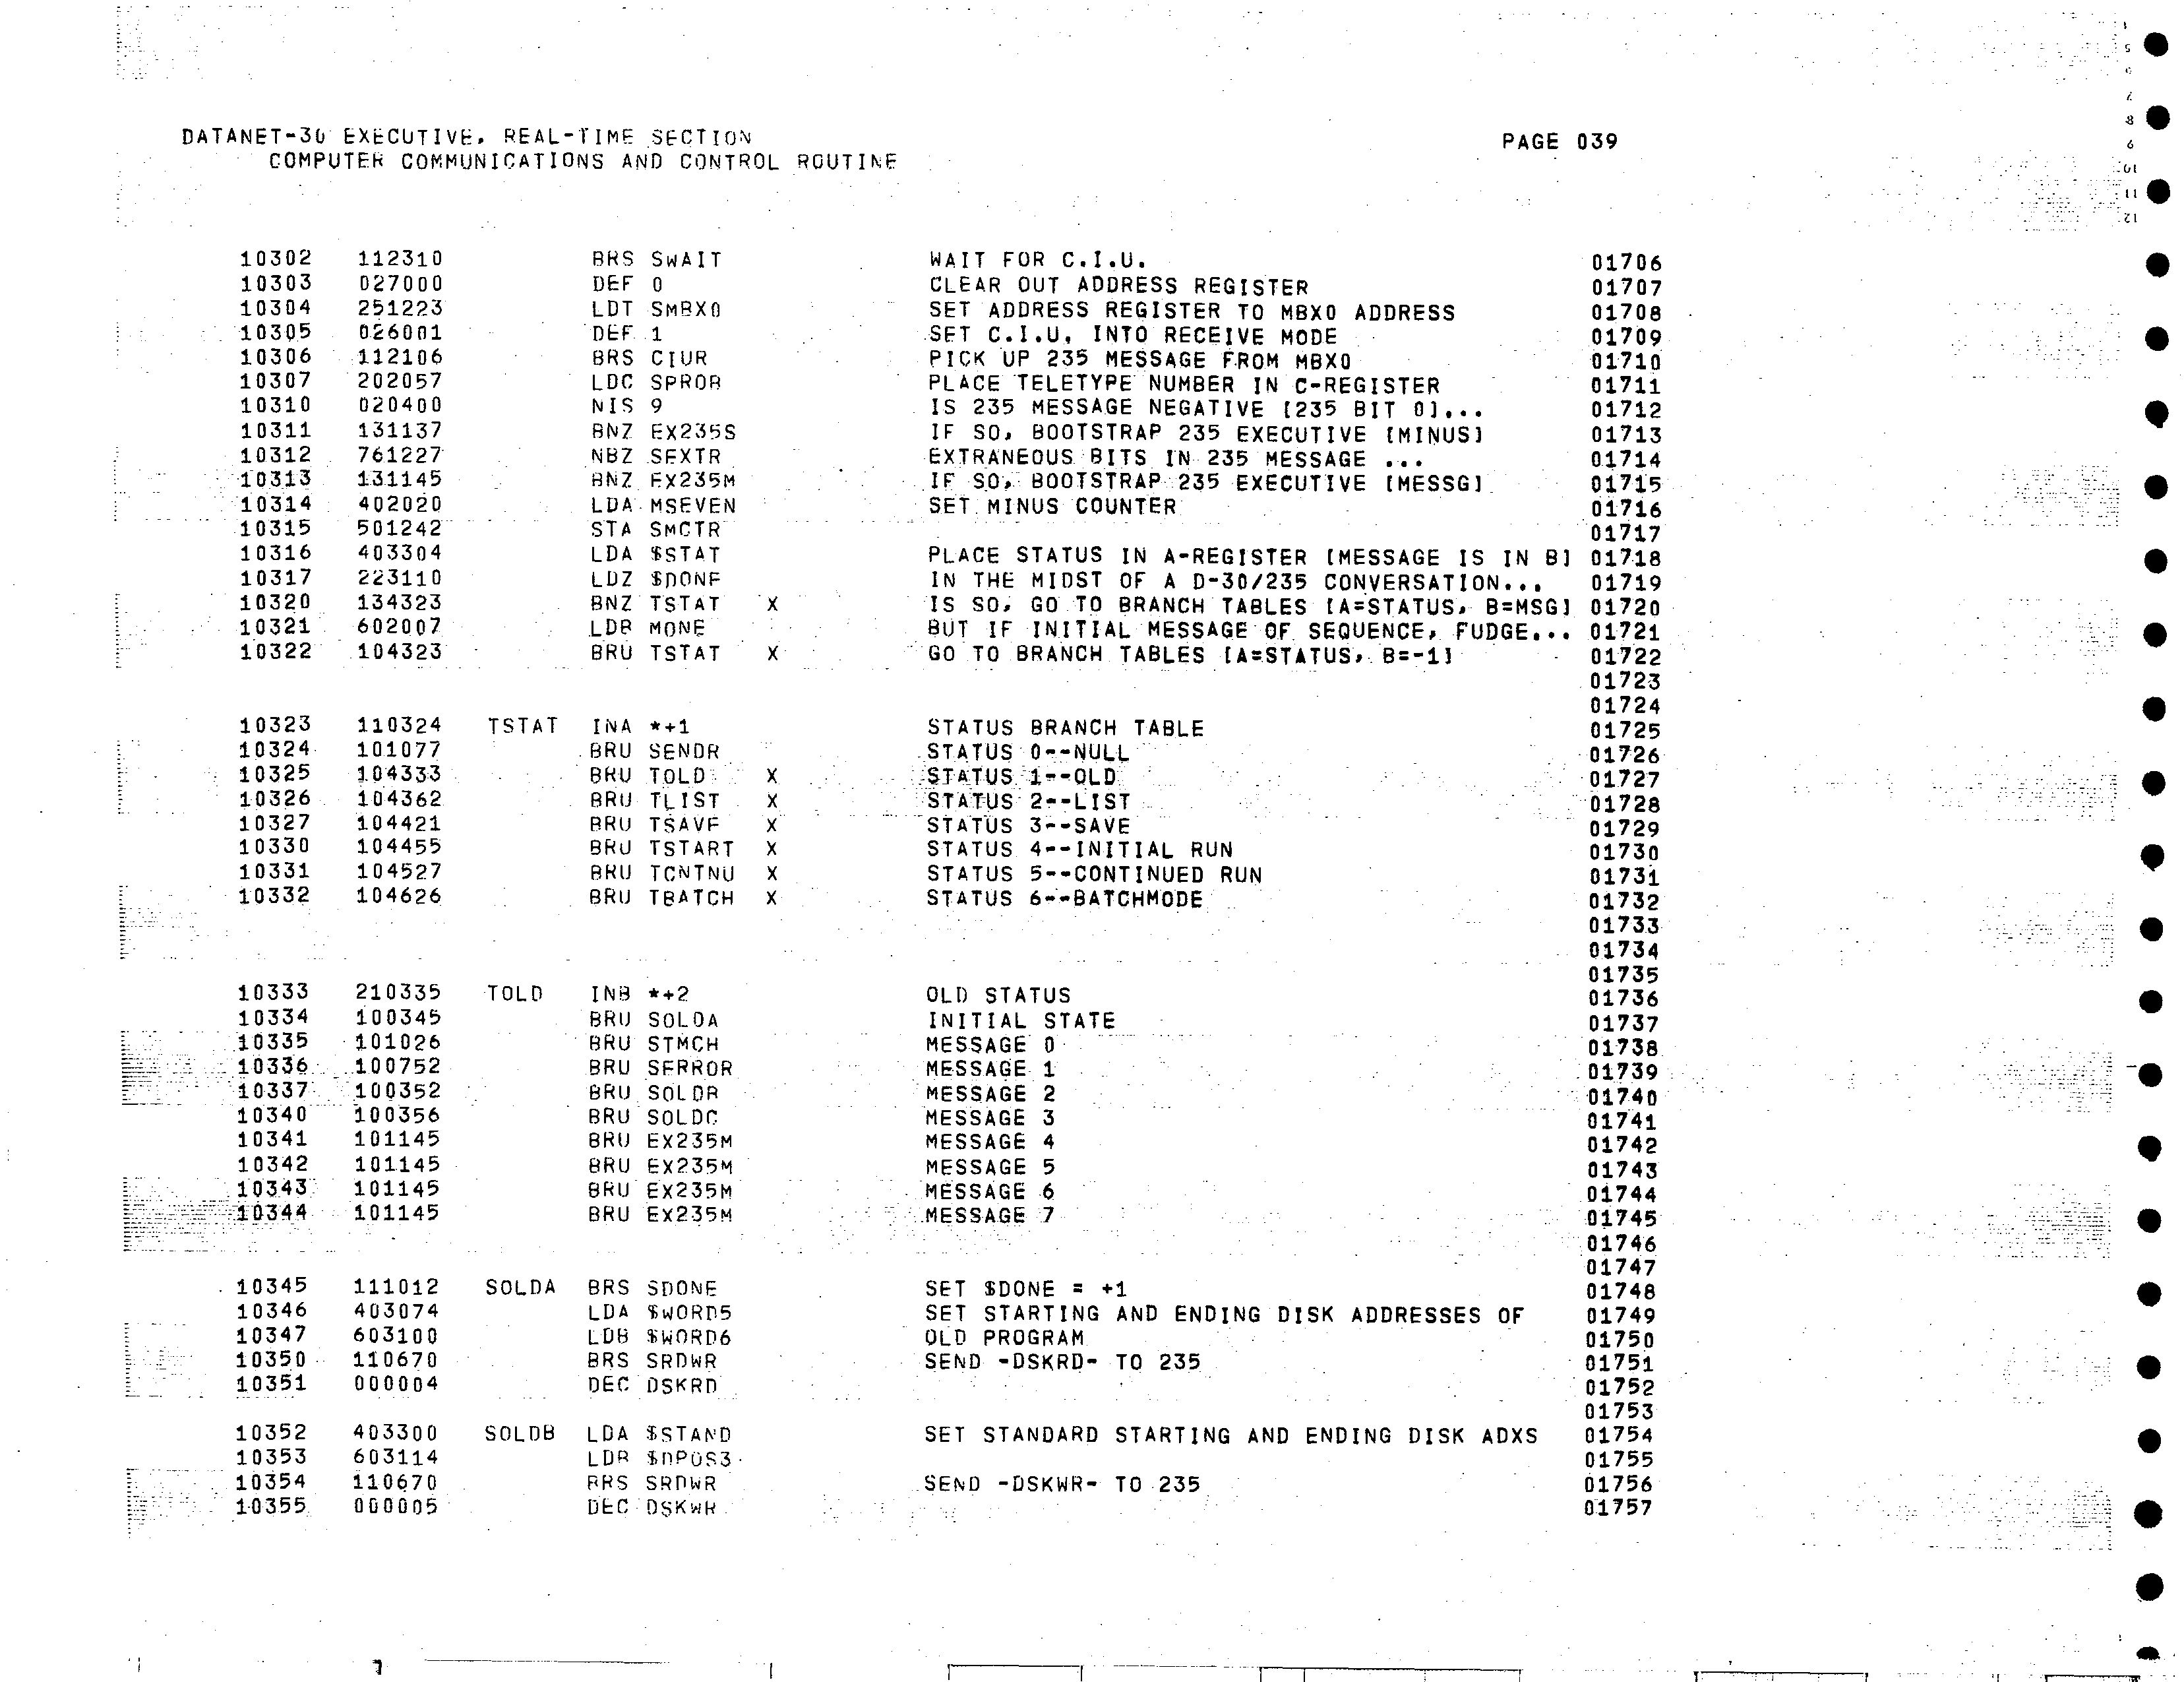 DATANET-30 EXECUTIVE, REAL-TIME SECTION PAGE 039
COMPUTER COMMUNICATIONS AND CONTROL ROUTINE
10302 112310 BRS SWAIT WAIT FOR C.I.U. 01706
10303 027000 DEF 0 CLEAR OUT ADDRESS REGISTER 01707
10304 251223 LDT SMBX0 SET ADDRESS REGISTER TO MBX0 ADDRESS 01708
10305 026001 DEF 1 SET C.I.U. INTO RECEIVE MODE 01709
10306 112106 BRS CIUR PICK UP 235 MESSAGE FROM MBX0 01710
10307 202057 LDC SPROB PLACE TELETYPE NUMBER IN C-REGISTER 01711
10310 020400 NIS 9 IS 235 MESSAGE NEGATIVE [235 BIT 0]... 01712
10311 131137 BNZ EX235S IF SO, BOOTSTRAP 235 EXECUTIVE [MINUS] 01713
10312 761227 NBZ SEXTR EXTRANEOUS BITS IN 235 MESSAGE ... 01714
10313 131145 BNZ EX235M IF SO, BOOTSTRAP 235 EXECUTIVE [MESSG] 01715
10314 402020 LDA MSEVEN SET MINUS COUNTER 01716
10315 501242 STA SMCTR 01717
10316 403304 LDA $STAT PLACE STATUS IN A-REGISTER [MESSAGE IS IN B] 01718
10317 223110 LDZ $DONE IN THE MIDST OF A D-30/235 CONVERSATION... 01719
10320 134323 BNZ TSTAT X IS SO, GO TO BRANCH TABLES [A=STATUS, B=MSG] 01720
10321 602007 LDB MONE BUT IF INITIAL MESSAGE OF SEQUENCE, FUDGE... 01721
10322 104323 BRU TSTAT X GO TO BRANCH TABLES [A=STATUS, B=-1] 01722
01723
01724
10323 110324 TSTAT INA *+1 STATUS BRANCH TABLE 01725
10324 101077 BRU SENDR STATUS 0--NULL 01726
10325 104333 BRU TOLD X STATUS 1--OLD 01727
10326 104362 BRU TLIST X STATUS 2--LIST 01728
10327 104421 BRU TSAVE X STATUS 3--SAVE 01729
10330 104455 BRU TSTART X STATUS 4--INITIAL RUN 01730
10331 104527 BRU TCNTNU X STATUS 5--CONTINUED RUN 01731
10332 104626 BRU TBATCH X STATUS 6--BATCHMODE 01732
01733
01734
01735
10333 210335 TOLD INB *+2 OLD STATUS 01736
10334 100345 BRU SOLDA INITIAL STATE 01737
10335 101026 BRU STMCH MESSAGE 0 01738
10336 100752 BRU SERROR MESSAGE 1 01739
10337 100352 BRU SOLDB MESSAGE 2 01740
10340 100356 BRU SOLDC MESSAGE 3 01741
10341 101145 BRU EX235M MESSAGE 4 01742
10342 101145 BRU EX235M MESSAGE 5 01743
10343 101145 BRU EX235M MESSAGE 6 01744
10344 101145 BRU EX235M MESSAGE 7 01745
01746
01747
10345 111012 SOLDA BRS SDONE SET $DONE = +1 01748
10346 403074 LDA $WORD5 SET STARTING AND ENDING DISK ADDRESSES OF 01749
10347 603100 LDB $WORD6 OLD PROGRAM 01750
10350 110670 BRS SRDWR SEND -DSKRD- TO 235 01751
10351 000004 DEC DSKRD 01752
01753
10352 403300 SOLDB LDA $STAND SET STANDARD STARTING AND ENDING DISK ADXS 01754
10353 603114 LDB $DPOS3 01755
10354 110670 BRS SRDWR SEND -DSKWR- TO 235 01756
10355 000005 DEC DSKWR 01757